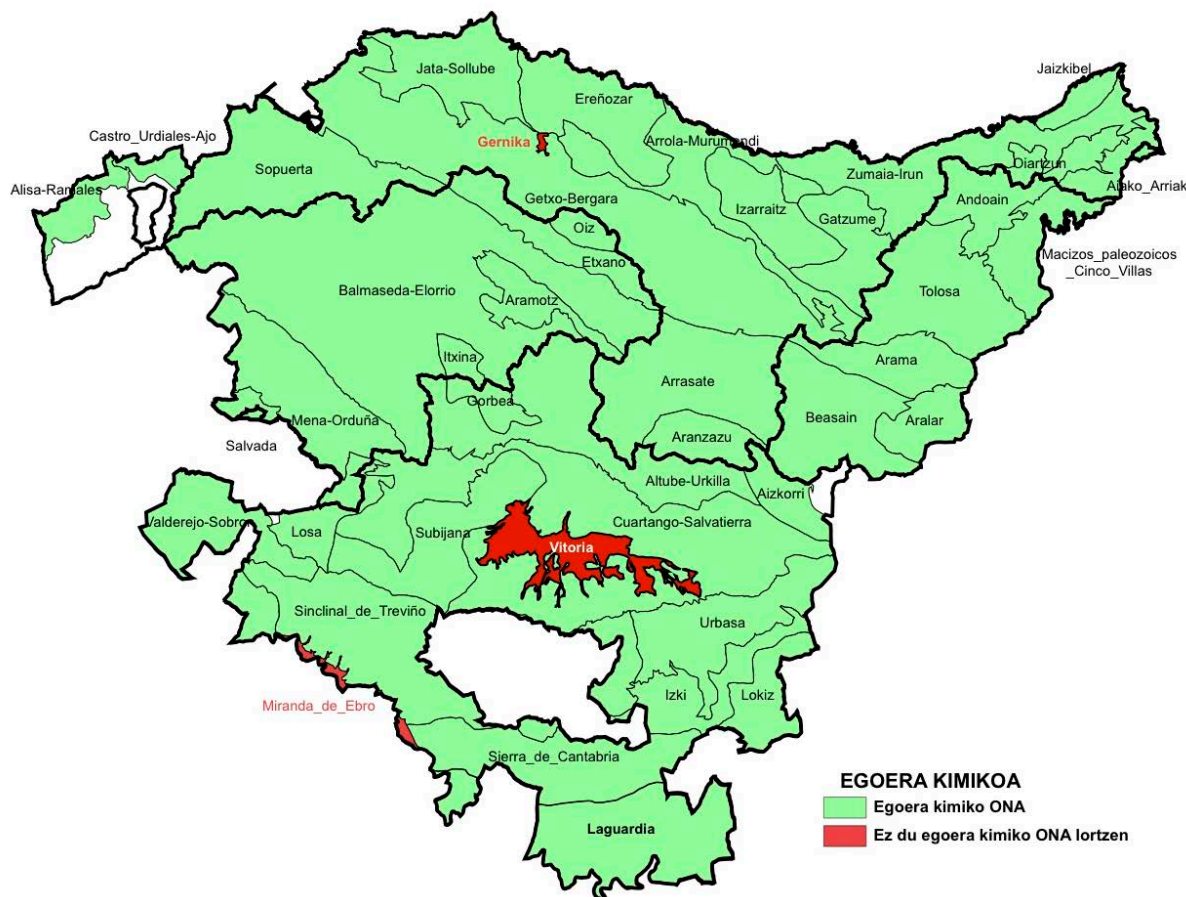 Jaizkibel
Jata-Sollube
Ereñozar
Castro_Urdiales-Ajo
Gernika
Arrola-Murumendi
Oiartzun
Sopuerta
Zumaia-Irun
Alisa-Ramales
Aiako_Arriak
Getxo-Bergara
Izarraitz
Gatzume
Andoain
Oiz
Macizos_paleozoicos
_Cinco_Villas
Etxano
Balmaseda-Elorrio
Aramotz
Tolosa
Itxina
Arama
Arrasate
Gorbea
Beasain
Aralar
Mena-Orduña
Aranzazu
Salvada
Altube-Urkilla
Aizkorri
Valderejo-Sobron
Losa
Subijana
Cuartango-Salvatierra
Vitoria
Sinclinal_de_Treviño
Urbasa
Miranda_de_Ebro
Izki
Lokiz
Sierra_de_Cantabria
EGOERA KIMIKOA
Egoera kimiko ONA
Laguardia
Ez du egoera kimiko ONA lortzen